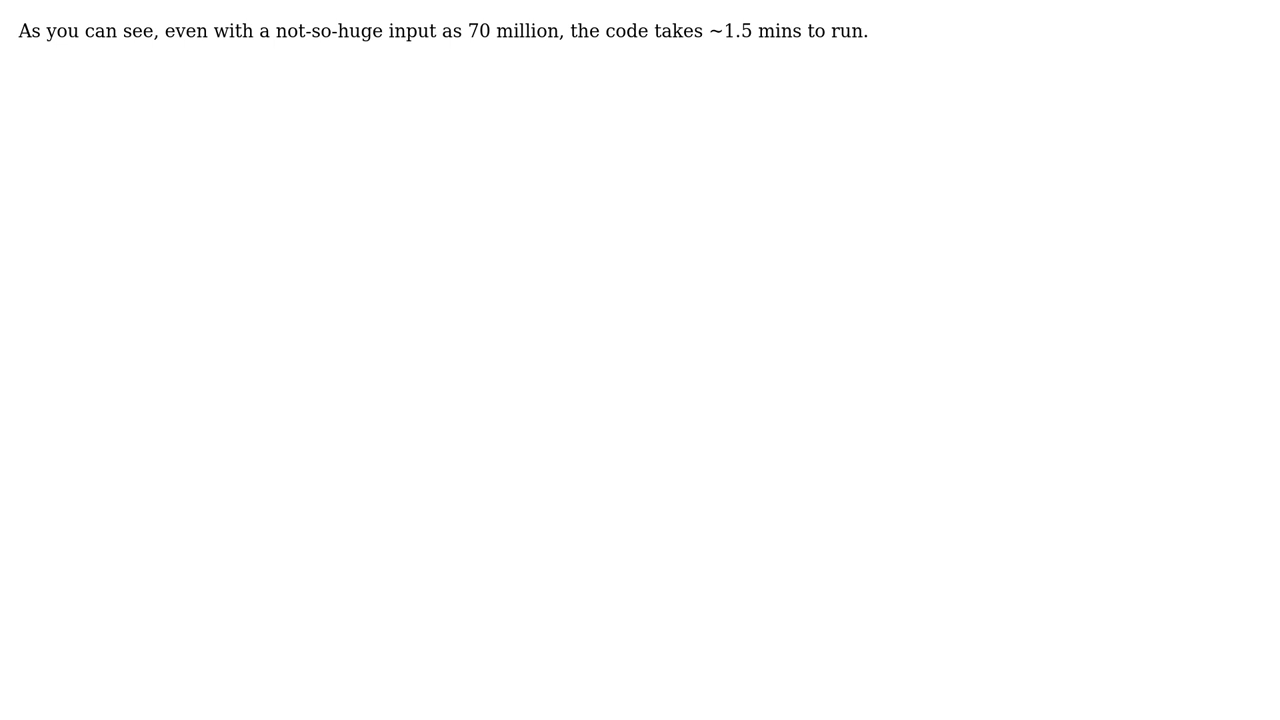 As you can see, even with a not-so-huge input as 70 million, the code takes ~1.5 mins to run.